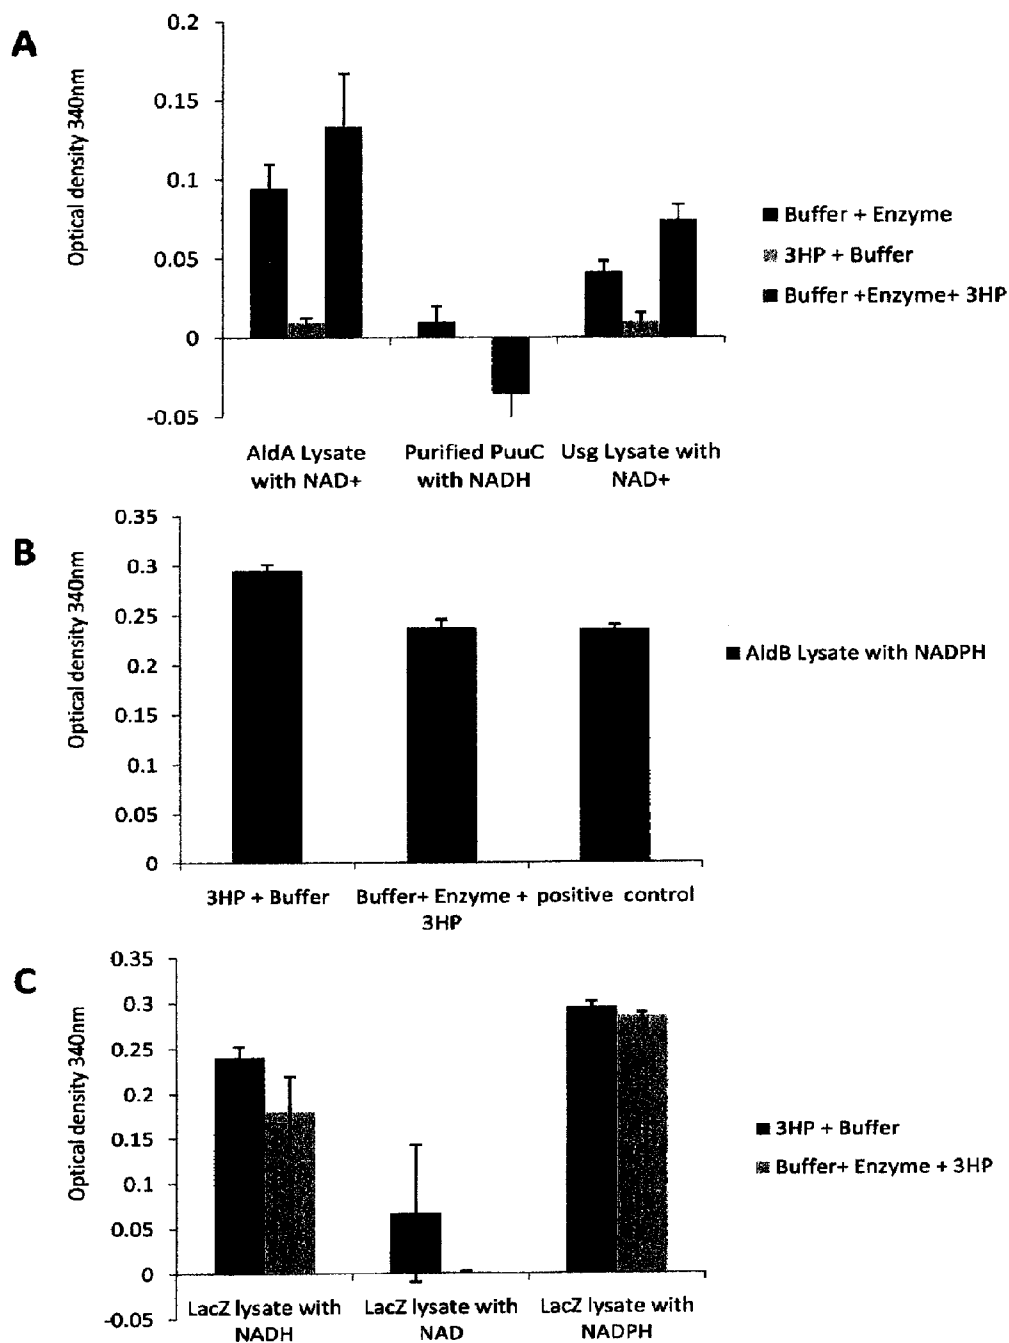 A
Optical density 340nm
0.2
0.15
0.1
0.05
0
-0.05
AldA Lysate
with NAD+
Purified PuuC
with NADH
Usg Lysate with
NAD+
Buffer + Enzyme
3HP + Buffer
Buffer +Enzyme+ 3HP
B
Optical density 340nm
0.35
0.3
0.25
0.2
0.15
0.1
0.05
0
3HP + Buffer
Buffer+ Enzyme +
3HP
positive control
AldB Lysate with NADPH
C
Optical density 340nm
0.35
0.3
0.25
0.2
0.15
0.1
0.05
0
-0.05
LacZ lysate with
NADH
LacZ lysate with
NAD
LacZ lysate with
NADPH
3HP + Buffer
Buffer+ Enzyme + 3HP